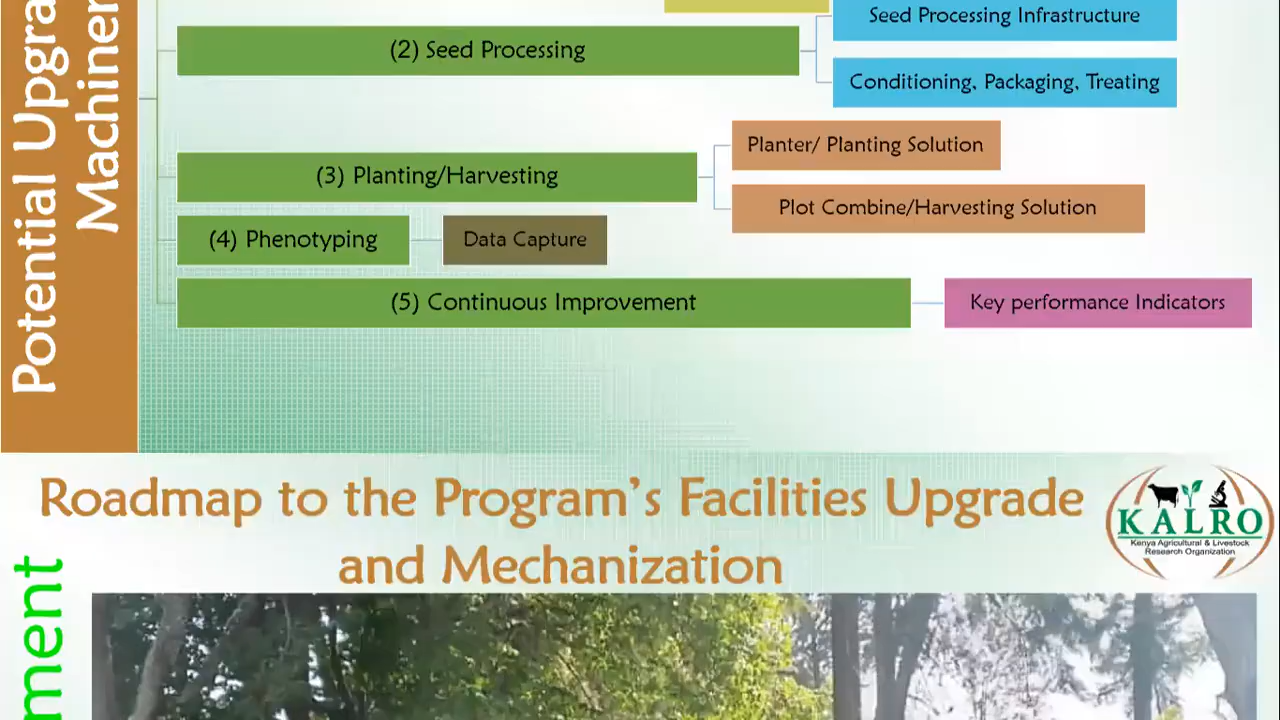 Potential Upgra
Machiner
Seed Processing Infrastructure
(2) Seed Processing
Conditioning, Packaging, Treating
Planter/ Planting Solution
(3) Planting/Harvesting
Plot Combine/Harvesting Solution
(4) Phenotyping
Data Capture
(5) Continuous Improvement
Key performance Indicators
Roadmap to the Program's Facilities Upgrade
and Mechanization
KALRO
Kenya Agricultural & Livestock
Research Organization
ment